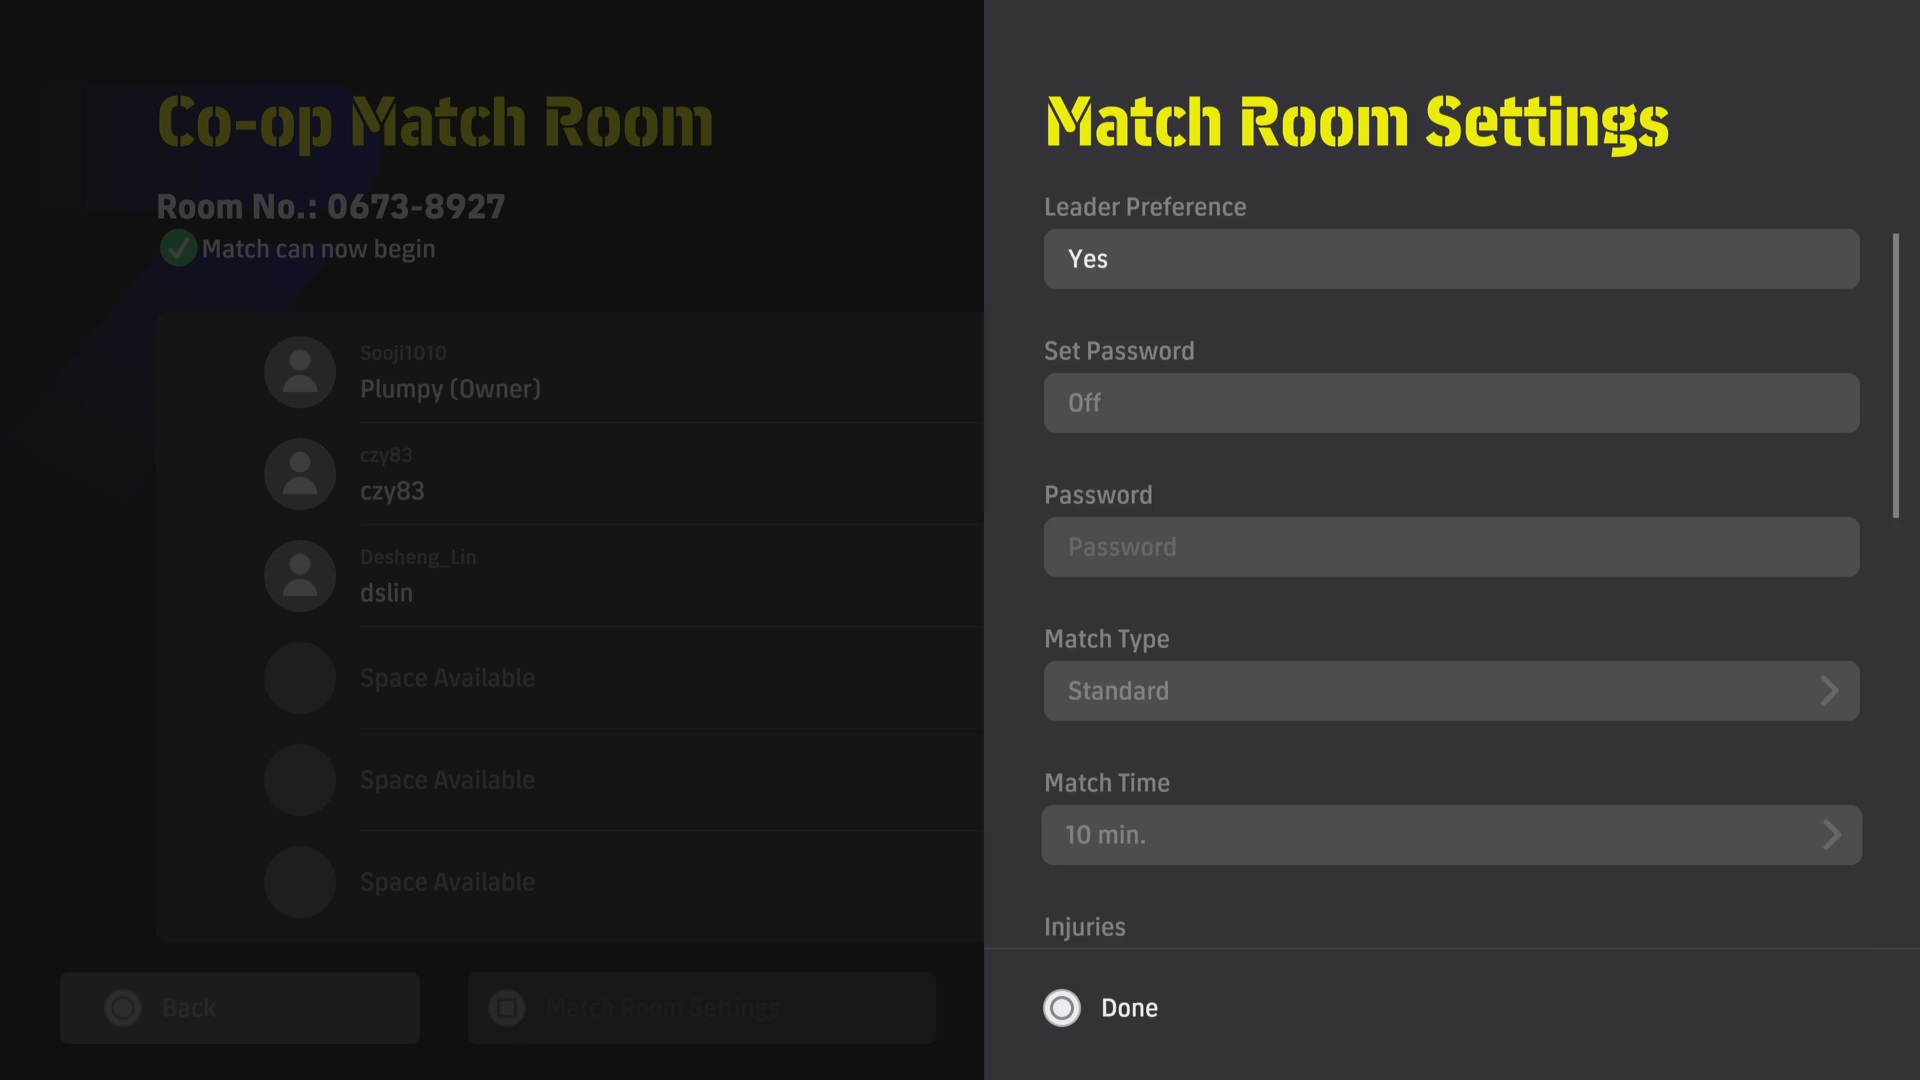 Co-op Match Room
Room No.: 0673-8927
Match can now begin
Sooji1010
Plumpy (Owner)
czy83
czy83
Desheng_Lin
dslin
Space Available
Space Available
Space Available
Back
Match Room Settings
Match Room Settings
Leader Preference
Yes
Set Password
Off
Password
Password
Match Type
Standard
Match Time
10 min.
Injuries
Done